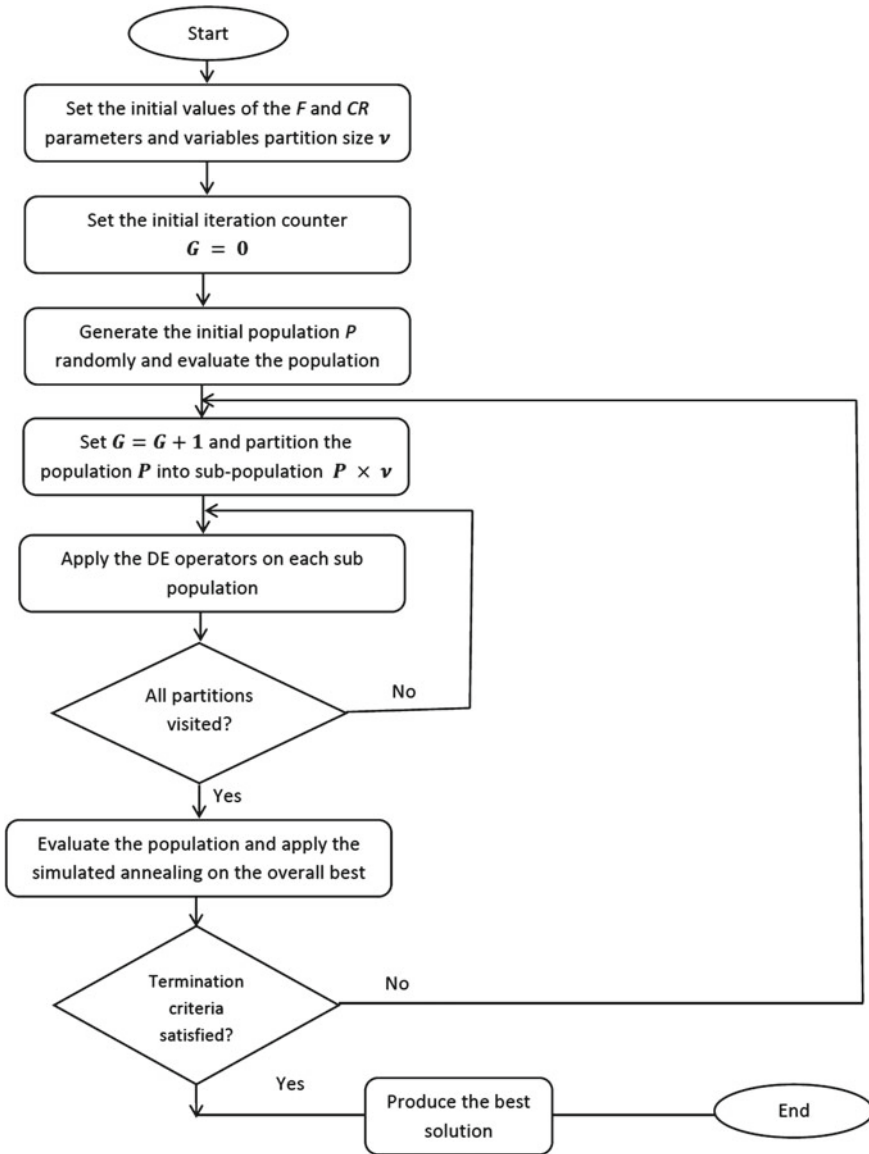 Start
Set the initial values of the F and CR
parameters and variables partition size ν
Set the initial iteration counter
G = 0
Generate the initial population P
randomly and evaluate the population
Set G = G + 1 and partition the
population P into sub-population P × ν
Apply the DE operators on each sub
population
All partitions
visited?
No
Yes
Evaluate the population and apply the
simulated annealing on the overall best
Termination
criteria
satisfied?
No
Yes
Produce the best
solution
End